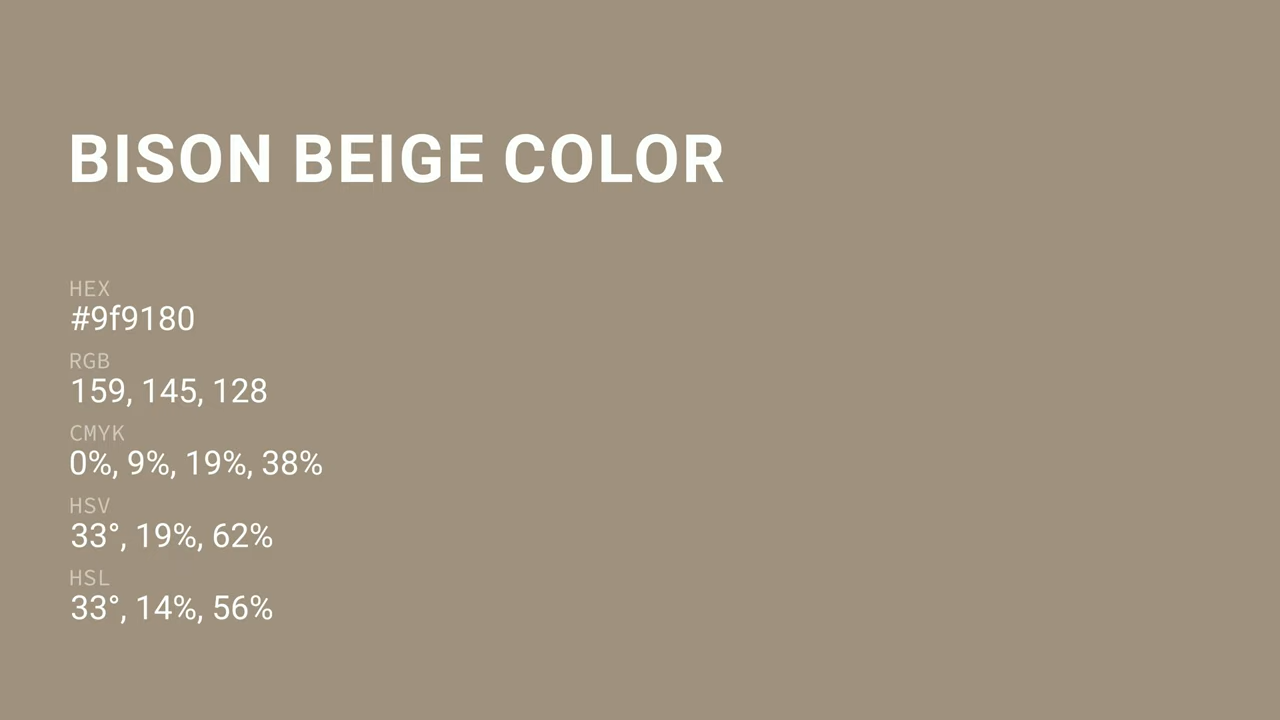 BISON BEIGE COLOR
HEX
#9f9180
RGB
159, 145, 128
CMYK
0%, 9%, 19%, 38%
HSV
33°, 19%, 62%
HSL
33°, 14%, 56%